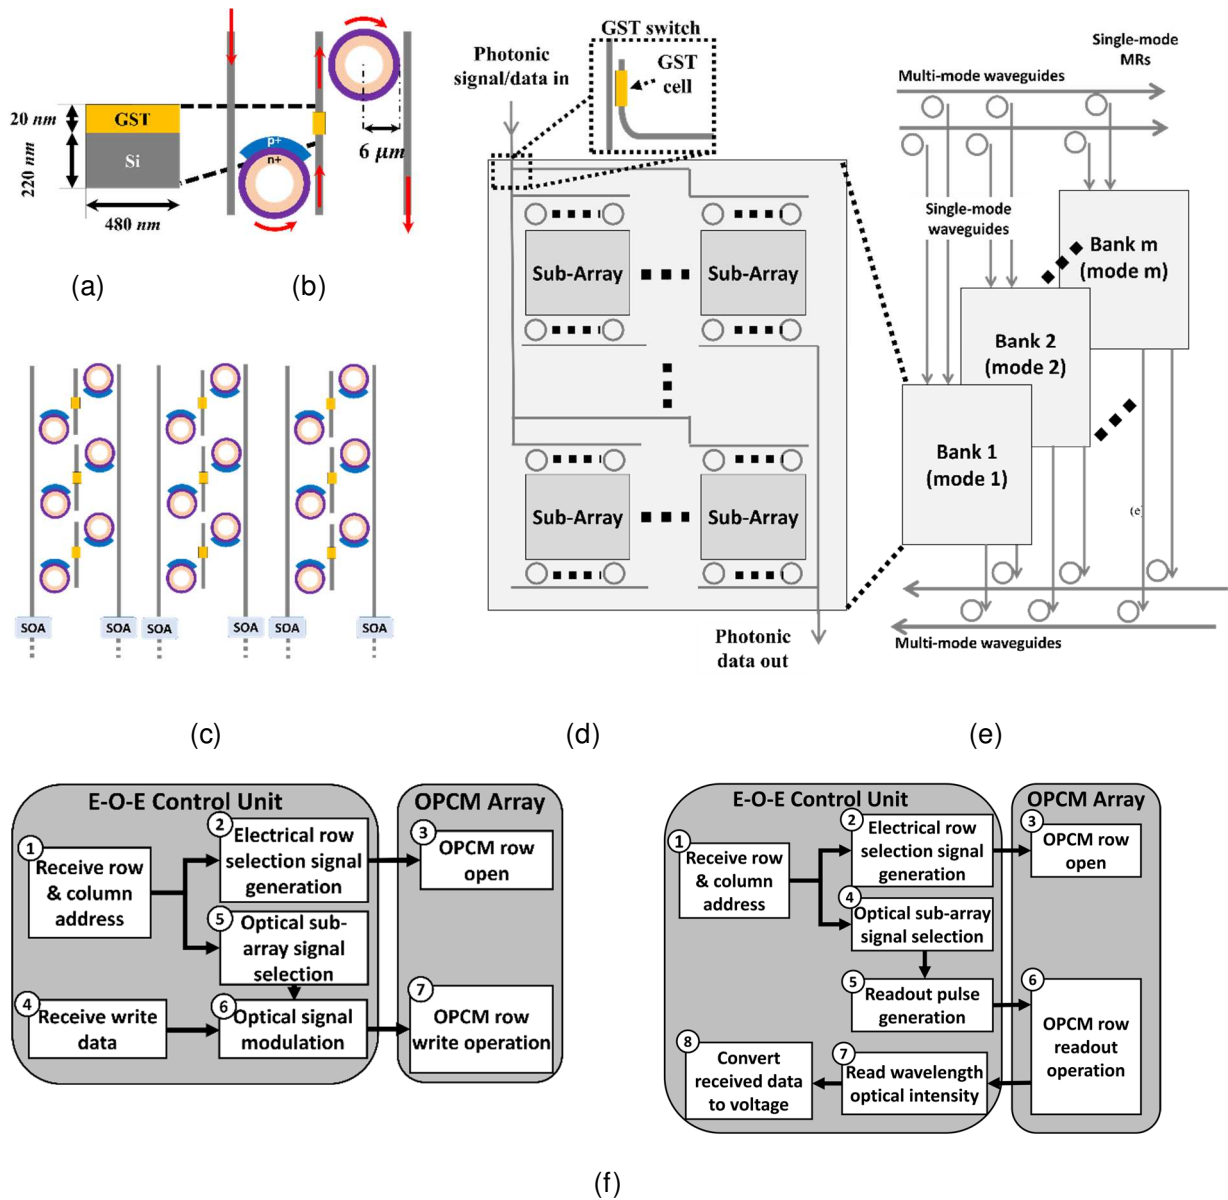 20 nm
220 nm
GST
Si
480 nm
p+
n+
6 μm
(a)
(b)
SOA
SOA
SOA
SOA
SOA
SOA
(c)
Photonic
signal/data in
GST switch
GST
cell
Sub-Array
Sub-Array
Sub-Array
Sub-Array
Photonic
data out
(d)
Single-mode
MRs
Multi-mode waveguides
Single-mode
waveguides
Bank m
(mode m)
Bank 2
(mode 2)
Bank 1
(mode 1)
(e)
Multi-mode waveguides
(e)
E-O-E Control Unit
OPCM Array
1
Receive row
& column
address
2
Electrical row
selection signal
generation
3
OPCM row
open
5
Optical sub-
array signal
selection
4
Receive write
data
6
Optical signal
modulation
7
OPCM row
write operation
E-O-E Control Unit
OPCM Array
1
Receive row
& column
address
2
Electrical row
selection signal
generation
3
OPCM row
open
4
Optical sub-array
signal selection
5
Readout pulse
generation
6
OPCM row
readout
operation
7
Read wavelength
optical intensity
8
Convert
received data
to voltage
(f)